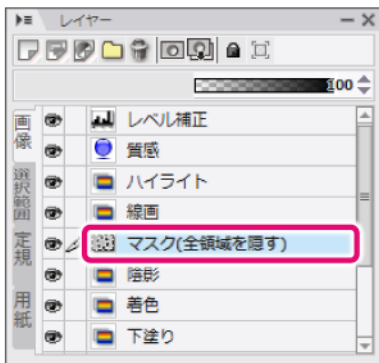 レイヤー
100
画像
選択範囲
定規
用紙
レベル補正
質感
ハイライト
線画
マスク(全領域を隠す)
陰影
着色
下塗り